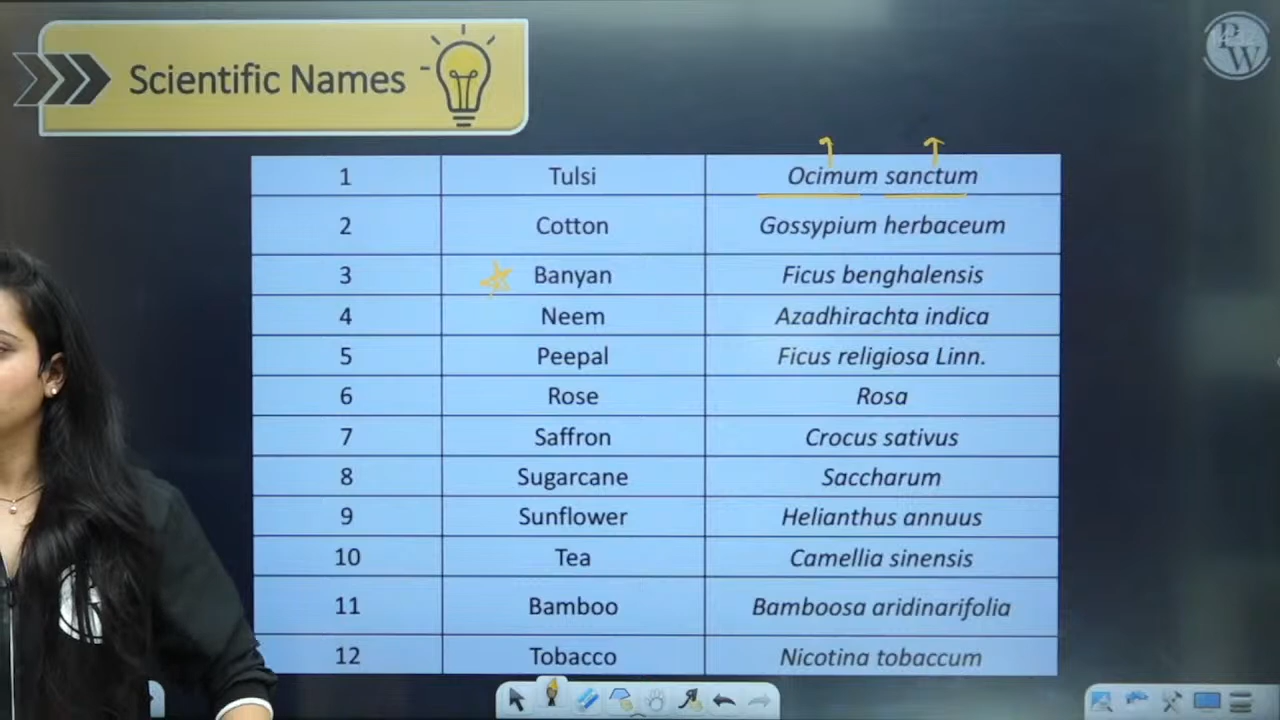 PW
Scientific Names
1 Tulsi Ocimum sanctum
2 Cotton Gossypium herbaceum
3 Banyan Ficus benghalensis
4 Neem Azadhirachta indica
5 Peepal Ficus religiosa Linn.
6 Rose Rosa
7 Saffron Crocus sativus
8 Sugarcane Saccharum
9 Sunflower Helianthus annuus
10 Tea Camellia sinensis
11 Bamboo Bamboosa aridinarifolia
12 Tobacco Nicotina tobaccum